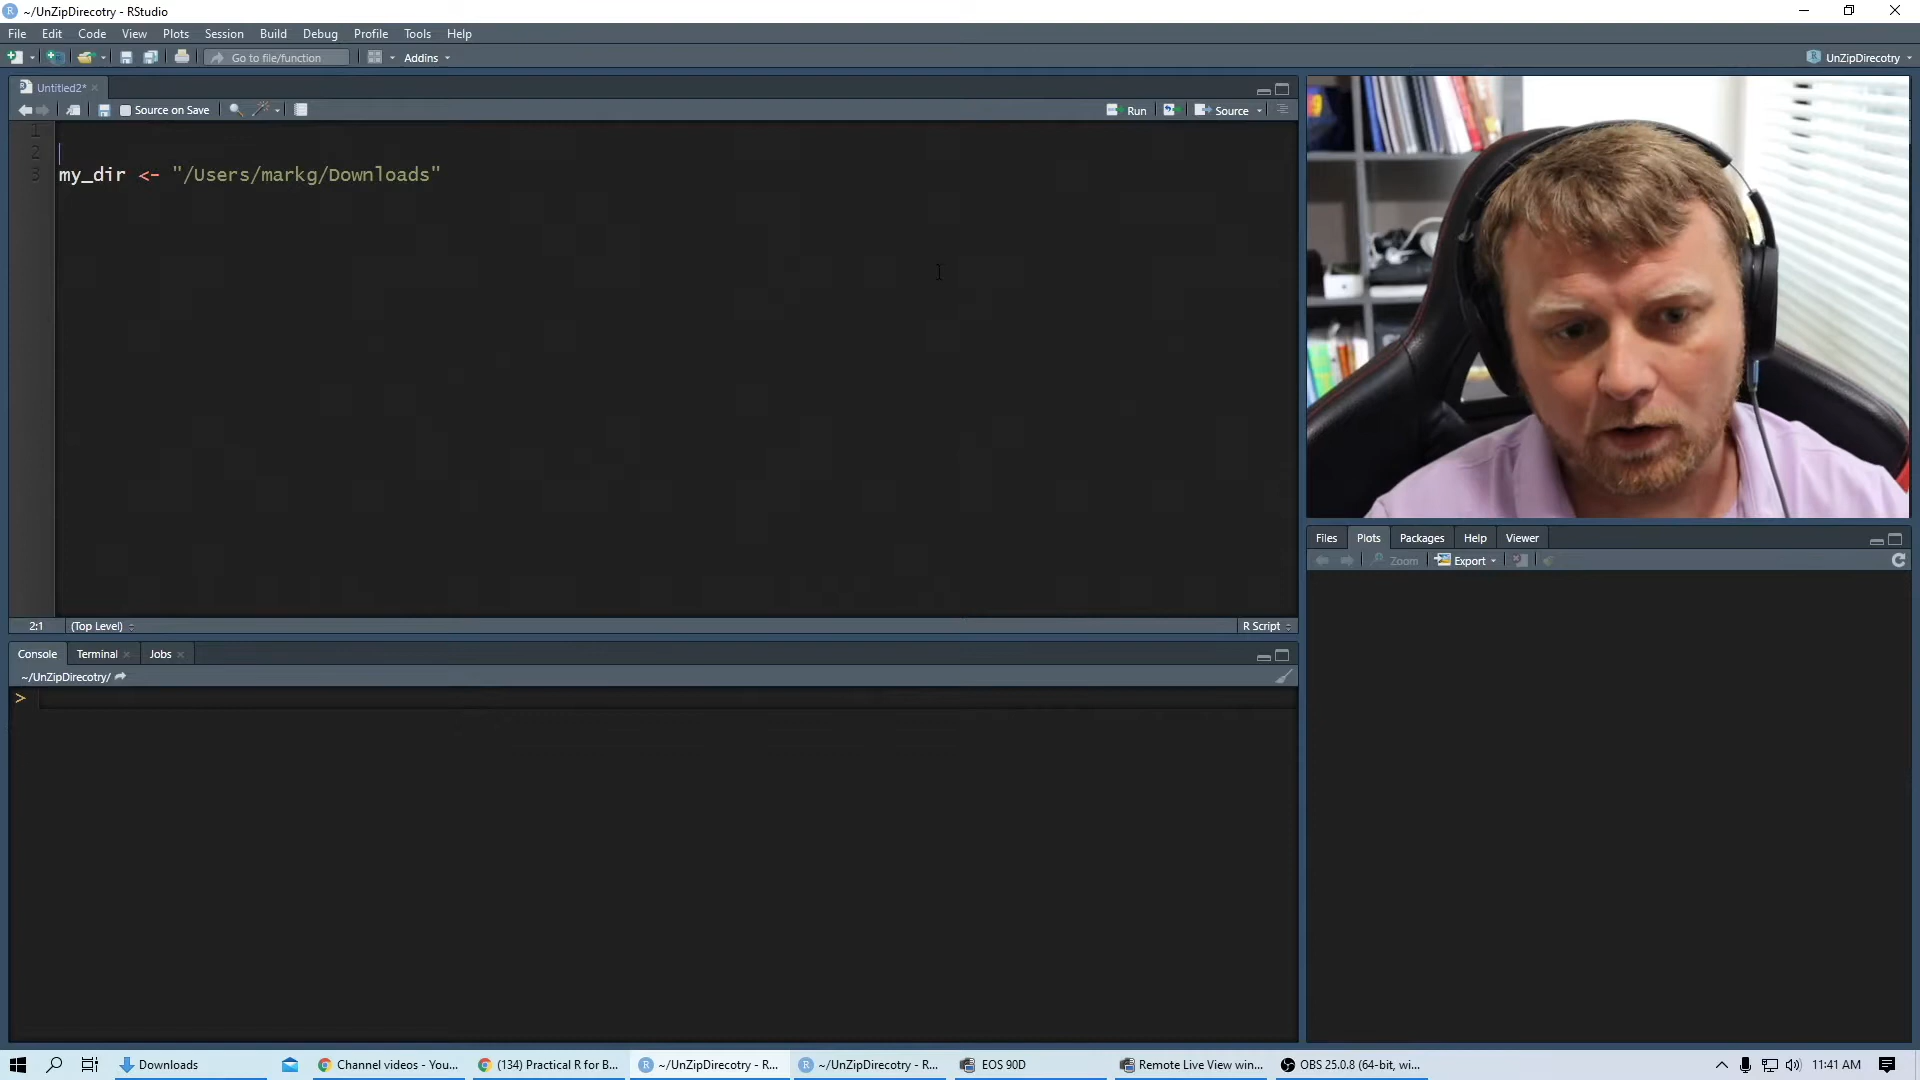 ~/UnZipDirecotry - RStudio
File Edit Code View Plots Session Build Debug Profile Tools Help
Go to file/function Addins UnZipDirecotry
Untitled2*
Source on Save Run Source
1
2
3 my_dir <- "/Users/markg/Downloads"
2:1 (Top Level) R Script
Console Terminal Jobs
~/UnZipDirecotry/
>
Files Plots Packages Help Viewer
Zoom Export
Downloads Channel videos - You... (134) Practical R for B... ~/UnZipDirecotry - R... ~/UnZipDirecotry - R... EOS 90D Remote Live View win... OBS 25.0.8 (64-bit, wi... 11:41 AM